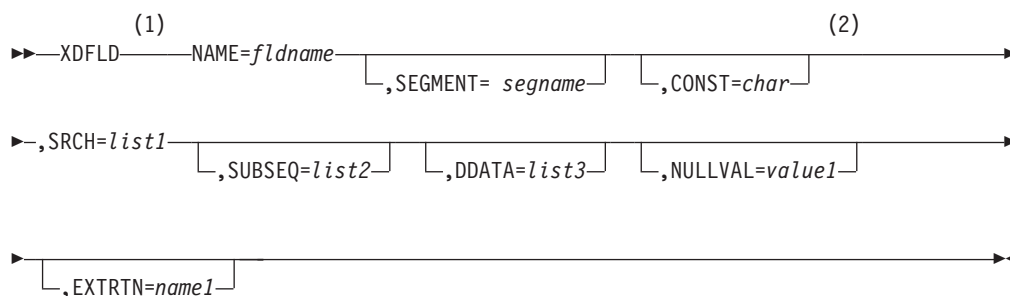 (1) (2)
XDFLD NAME=fldname
,SEGMENT= segname ,CONST=char
,SRCH=list1
,SUBSEQ=list2 ,DDATA=list3 ,NULLVAL=value1
,EXTRTN=name1